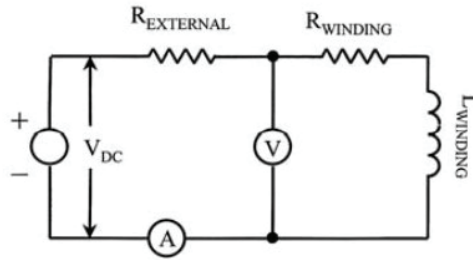 R_EXTERNAL
R_WINDING
+
V_DC
−
V
L_WINDING
A